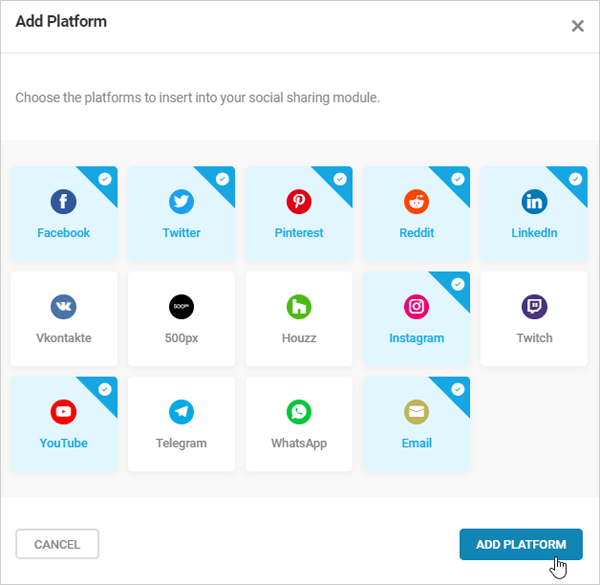 Add Platform
Choose the platforms to insert into your social sharing module.
Facebook
Twitter
Pinterest
Reddit
LinkedIn
Vkontakte
500px
Houzz
Instagram
Twitch
YouTube
Telegram
WhatsApp
Email
CANCEL
ADD PLATFORM